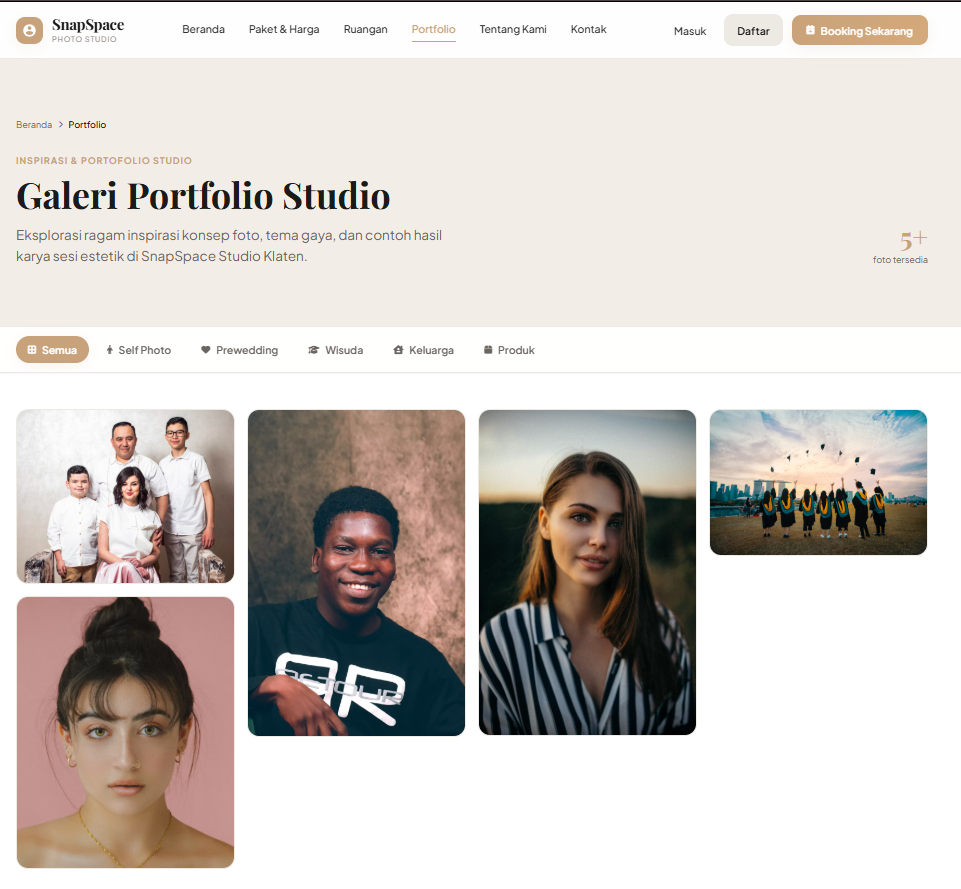 SnapSpace
PHOTO STUDIO
Beranda
Paket & Harga
Ruangan
Portfolio
Tentang Kami
Kontak
Masuk
Daftar
Booking Sekarang
Beranda > Portfolio
INSPIRASI & PORTOFOLIO STUDIO
Galeri Portfolio Studio
Eksplorasi ragam inspirasi konsep foto, tema gaya, dan contoh hasil
karya sesi estetik di SnapSpace Studio Klaten.
5+
foto tersedia
Semua
Self Photo
Prewedding
Wisuda
Keluarga
Produk